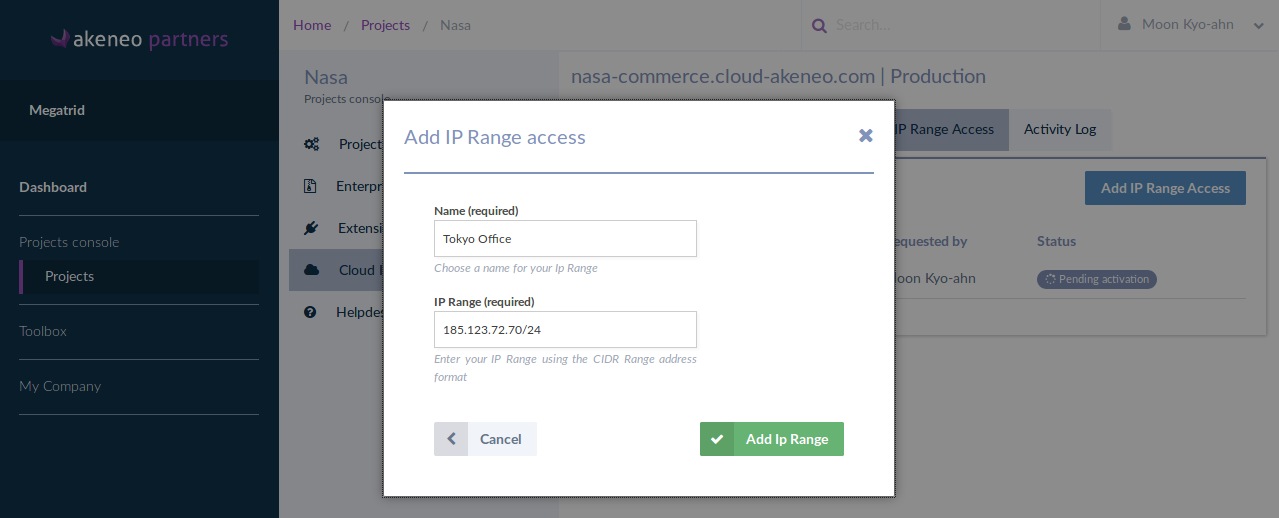 akeneo partners
Home / Projects / Nasa
Search...
Moon Kyo-ahn
Megatrid
Dashboard
Projects console
Projects
Toolbox
My Company
Nasa
Projects console
Project
Enterpr
Extensi
Cloud I
Helpdes
nasa-commerce.cloud-akeneo.com | Production
IP Range Access
Activity Log
Add IP Range Access
equested by
Status
oon Kyo-ahn
Pending activation
Add IP Range access
Name (required)
Tokyo Office
Choose a name for your Ip Range
IP Range (required)
185.123.72.70/24
Enter your IP Range using the CIDR Range address
format
Cancel
Add Ip Range